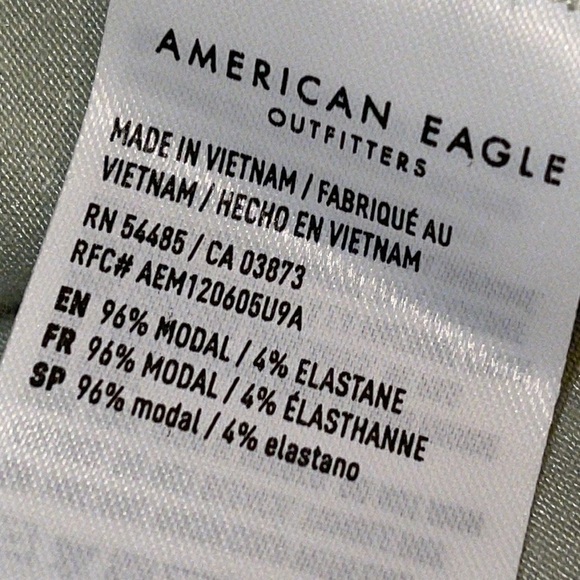 AMERICAN EAGLE
OUTFITTERS
MADE IN VIETNAM / FABRIQUÉ AU
VIETNAM / HECHO EN VIETNAM
RN 54485 / CA 03873
RFC# AEM120605U9A
EN 96% MODAL / 4% ELASTANE
FR 96% MODAL / 4% ÉLASTHANNE
SP 96% modal / 4% elastano